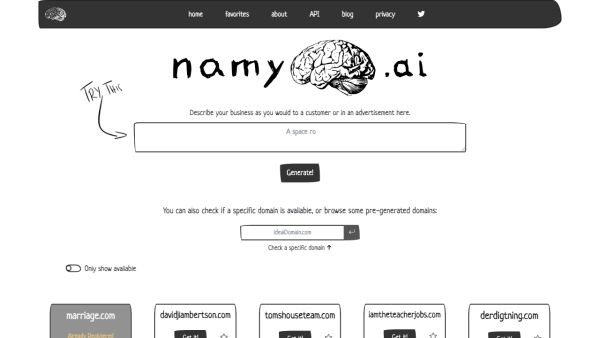 home favorites about API blog privacy
namy .ai
TRY THIS
Describe your business as you would to a customer or in an advertisement here.
A space ro
Generate!
You can also check if a specific domain is available, or browse some pre-generated domains:
IdealDomain.com
Check a specific domain ↑
Only show available
marriage.com davidjlambertson.com tomshouseteam.com iamtheteacherjobs.com derdigtning.com
Already Registered! Get it! Get it! Get it! Get it!